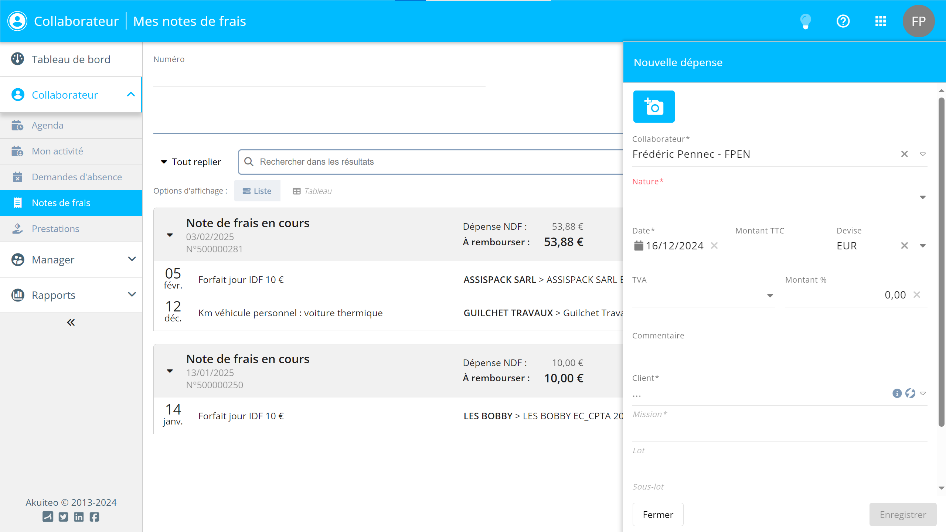 Collaborateur | Mes notes de frais
FP
Tableau de bord
Collaborateur
Agenda
Mon activité
Demandes d'absence
Notes de frais
Prestations
Manager
Rapports
Akuiteo © 2013-2024
Numéro
Tout replier
Rechercher dans les résultats
Options d'affichage :
Liste
Tableau
Note de frais en cours
03/02/2025
N°500000281
Dépense NDF : 53,88 €
À rembourser : 53,88 €
05 févr.
Forfait jour IDF 10 €
ASSIPACK SARL > ASSIPACK SARL E
12 déc.
Km véhicule personnel : voiture thermique
GUILCHET TRAVAUX > Guilchet Trava
Note de frais en cours
13/01/2025
N°500000250
Dépense NDF : 10,00 €
À rembourser : 10,00 €
14 janv.
Forfait jour IDF 10 €
LES BOBBY > LES BOBBY EC_CPTA 20
Nouvelle dépense
Collaborateur*
Frédéric Pennec - FPEN
Nature*
Date* Montant TTC Devise
16/12/2024 EUR
TVA Montant %
0,00
Commentaire
Client*
...
Mission*
Lot
Sous-lot
Fermer
Enregistrer